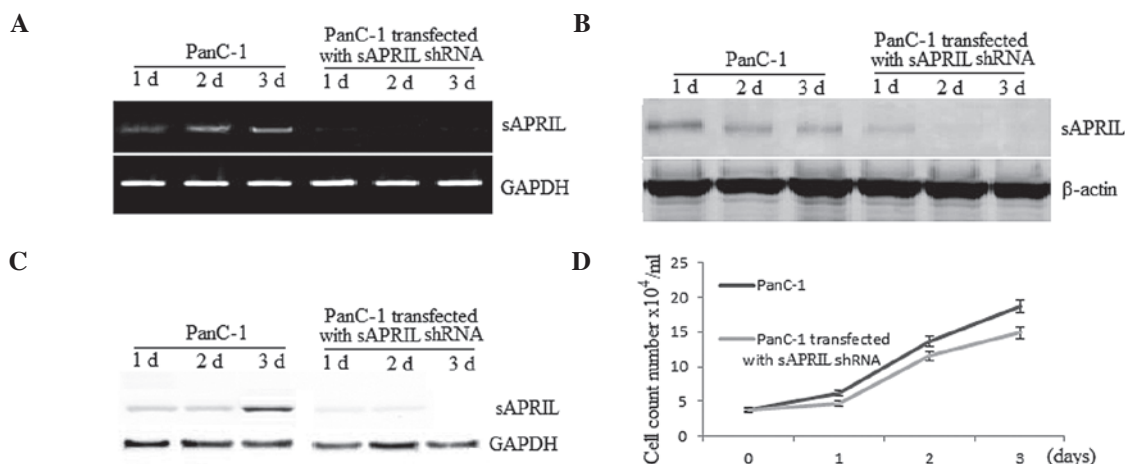 A
PanC-1
PanC-1 transfected
with sAPRIL shRNA
1 d 2 d 3 d 1 d 2 d 3 d
sAPRIL
GAPDH
B
PanC-1
PanC-1 transfected
with sAPRIL shRNA
1 d 2 d 3 d 1 d 2 d 3 d
sAPRIL
β-actin
C
PanC-1
PanC-1 transfected
with sAPRIL shRNA
1 d 2 d 3 d 1 d 2 d 3 d
sAPRIL
GAPDH
D
Cell count number x10⁴/ml
25
20
15
10
5
0
PanC-1
PanC-1 transfected
with sAPRIL shRNA
0 1 2 3 (days)